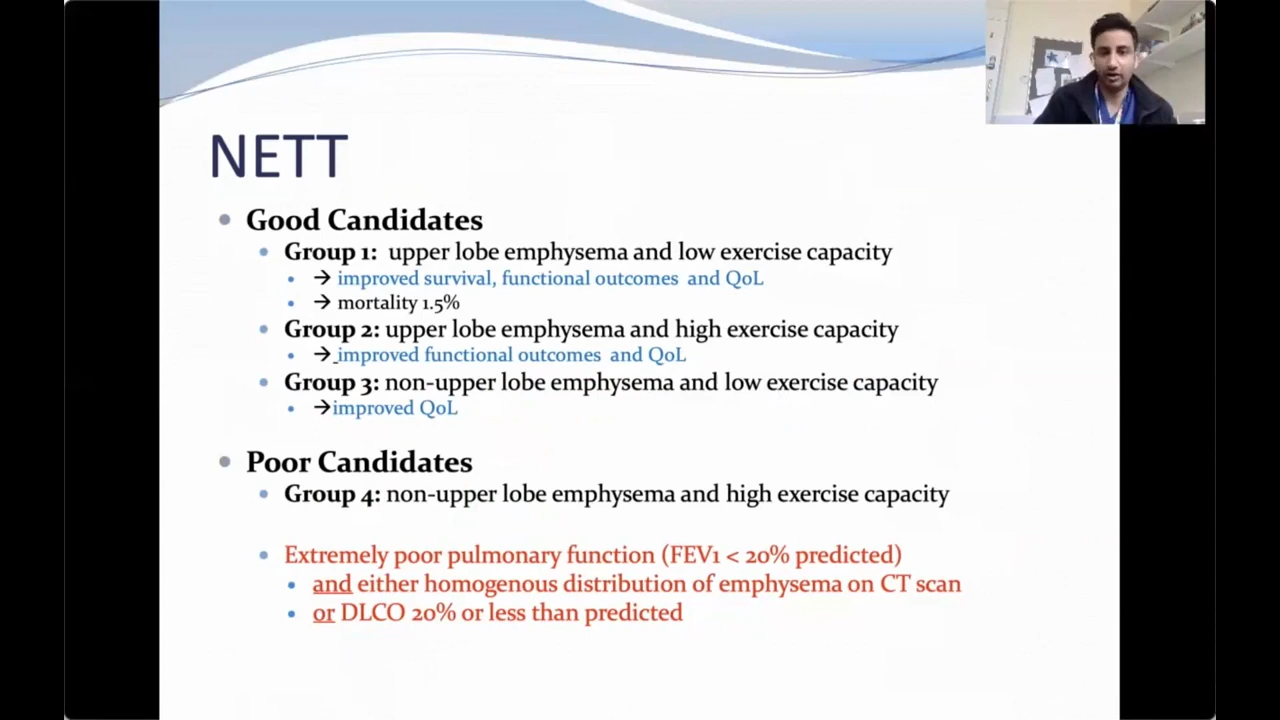 NETT
• Good Candidates
• Group 1: upper lobe emphysema and low exercise capacity
• → improved survival, functional outcomes and QoL
• → mortality 1.5%
• Group 2: upper lobe emphysema and high exercise capacity
• → improved functional outcomes and QoL
• Group 3: non-upper lobe emphysema and low exercise capacity
• →improved QoL
• Poor Candidates
• Group 4: non-upper lobe emphysema and high exercise capacity
• Extremely poor pulmonary function (FEV1 < 20% predicted)
• and either homogenous distribution of emphysema on CT scan
• or DLCO 20% or less than predicted